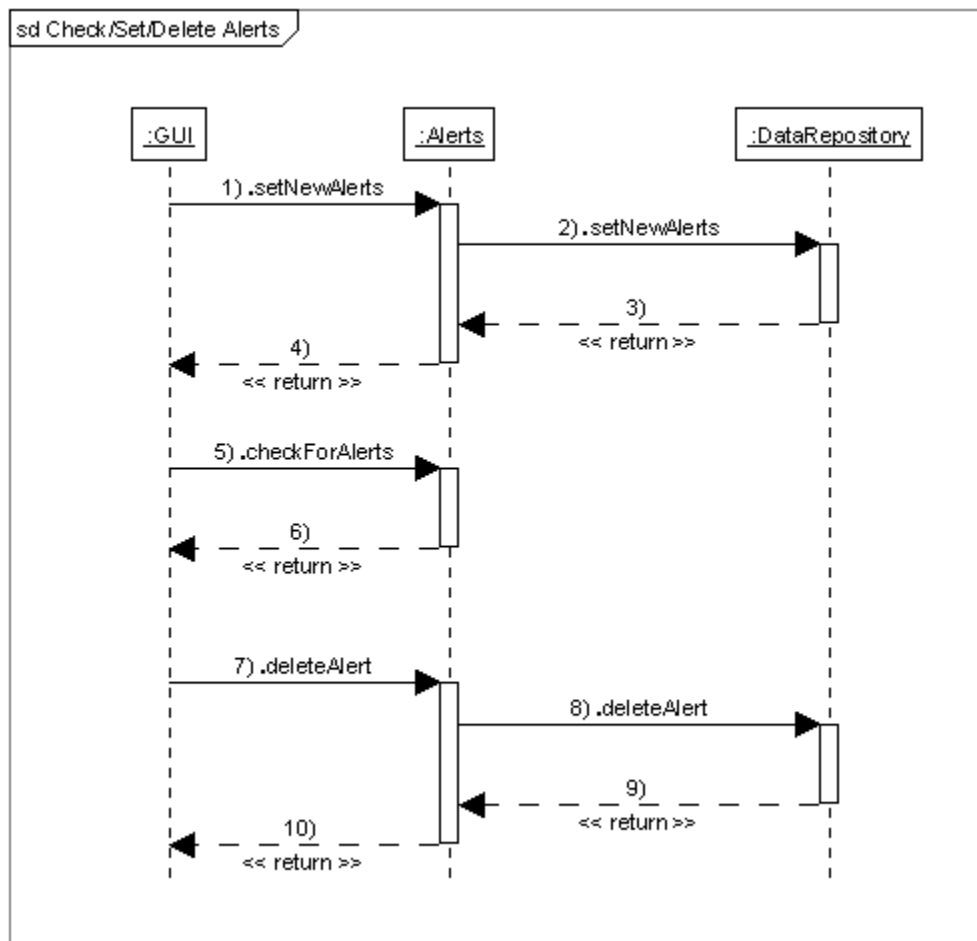 sd Check/Set/Delete Alerts
:GUI
:Alerts
:DataRepository
1) .setNewAlerts
2) .setNewAlerts
3)
<< return >>
4)
<< return >>
5) .checkForAlerts
6)
<< return >>
7) .deleteAlert
8) .deleteAlert
9)
<< return >>
10)
<< return >>